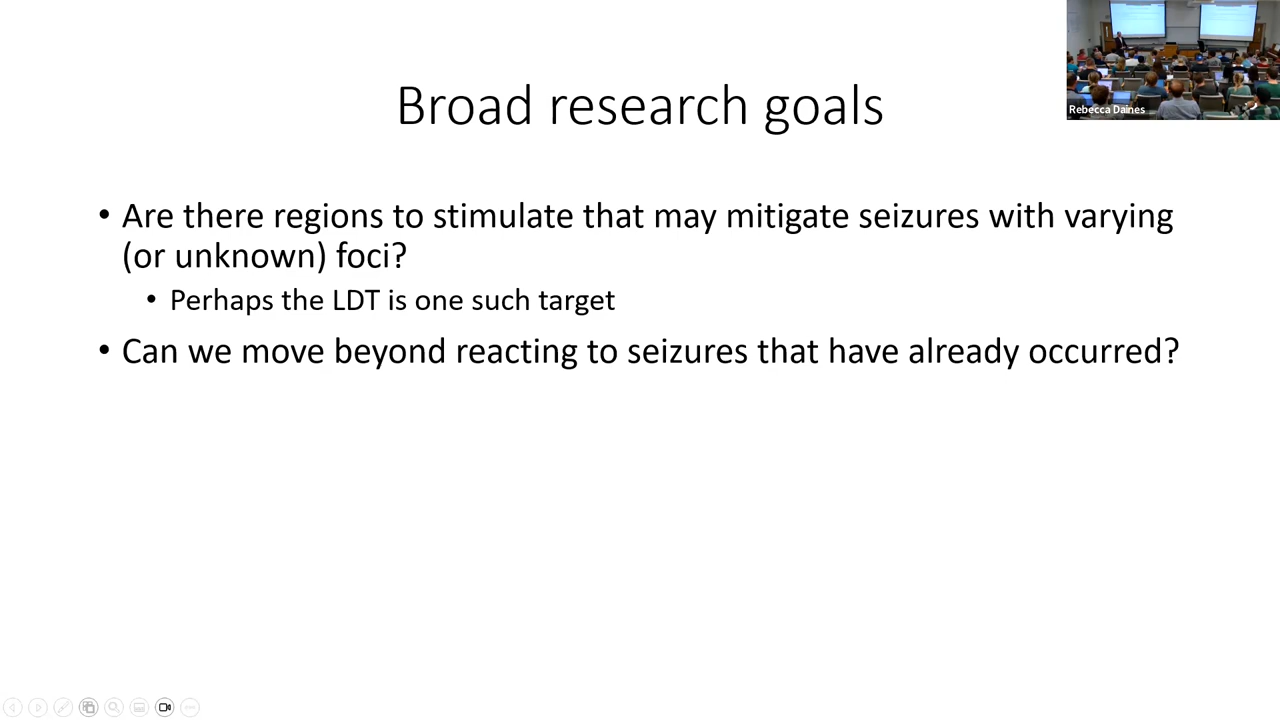 Broad research goals
Rebecca Daines
• Are there regions to stimulate that may mitigate seizures with varying
(or unknown) foci?
• Perhaps the LDT is one such target
• Can we move beyond reacting to seizures that have already occurred?